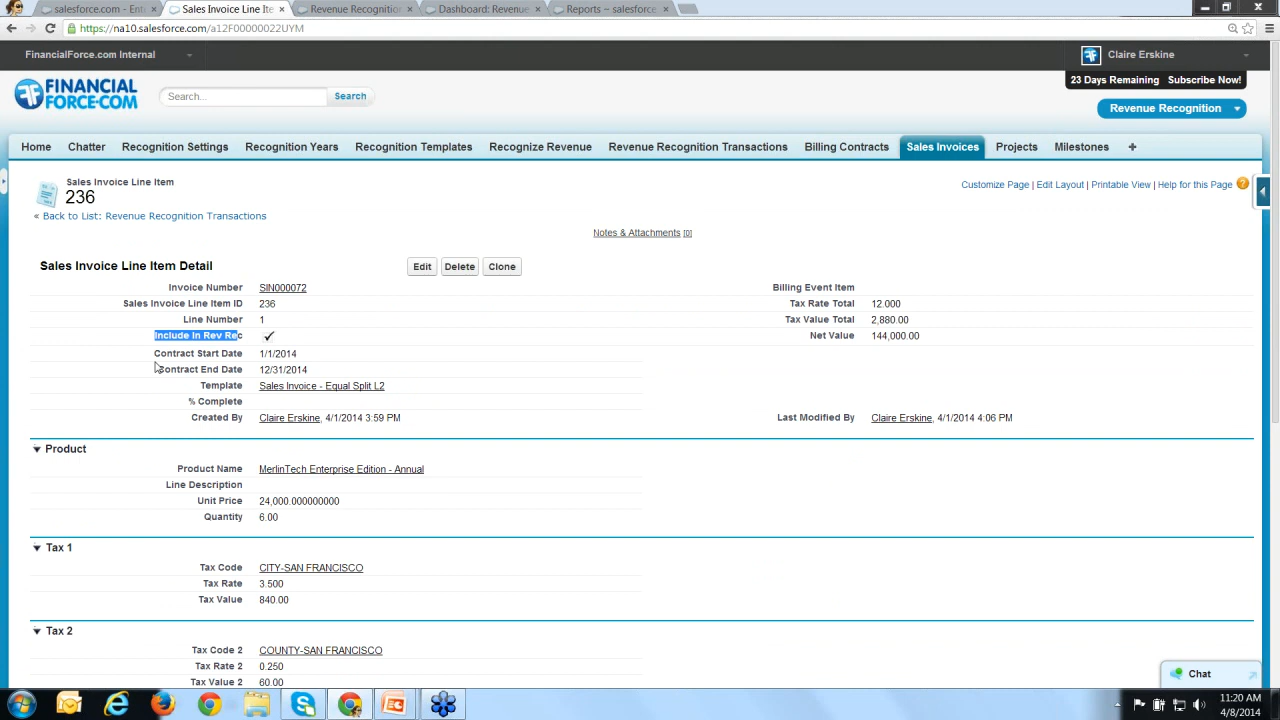 salesforce.com - Ent
Sales Invoice Line Ite
Revenue Recognition
Dashboard: Revenue
Reports ~ salesforce
https://na10.salesforce.com/a12F00000022UYM
FinancialForce.com Internal
Claire Erskine
23 Days Remaining Subscribe Now!
FINANCIAL
FORCE.COM
Search...
Search
Revenue Recognition
Home Chatter Recognition Settings Recognition Years Recognition Templates Recognize Revenue Revenue Recognition Transactions Billing Contracts Sales Invoices Projects Milestones +
Sales Invoice Line Item
236
Customize Page | Edit Layout | Printable View | Help for this Page ?
« Back to List: Revenue Recognition Transactions
Notes & Attachments [0]
Sales Invoice Line Item Detail
Edit Delete Clone
Invoice Number SIN000072 Billing Event Item
Sales Invoice Line Item ID 236 Tax Rate Total 12.000
Line Number 1 Tax Value Total 2,880.00
Include In Rev Rec Net Value 144,000.00
Contract Start Date 1/1/2014
Contract End Date 12/31/2014
Template Sales Invoice - Equal Split L2
% Complete
Created By Claire Erskine, 4/1/2014 3:59 PM Last Modified By Claire Erskine, 4/1/2014 4:06 PM
Product
Product Name MerlinTech Enterprise Edition - Annual
Line Description
Unit Price 24,000.000000000
Quantity 6.00
Tax 1
Tax Code CITY-SAN FRANCISCO
Tax Rate 3.500
Tax Value 840.00
Tax 2
Tax Code 2 COUNTY-SAN FRANCISCO
Tax Rate 2 0.250
Tax Value 2 60.00
Chat
11:20 AM
4/8/2014